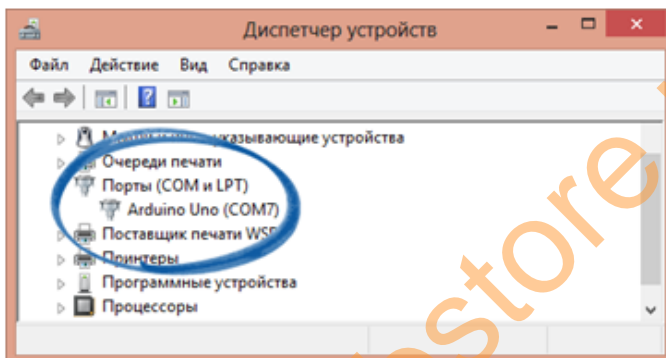 Диспетчер устройств
Файл Действие Вид Справка
указывающие устройства
Очереди печати
Порты (COM и LPT)
Arduino Uno (COM7)
Поставщик печати WSD
Принтеры
Программные устройства
Процессоры